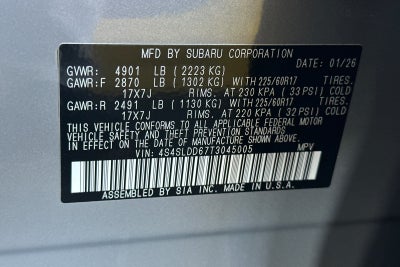 MFD BY SUBARU CORPORATION
DATE: 01/26
GVWR: 4901 LB (2223 KG)
GAWR:F 2870 LB (1302 KG) WITH 225/60R17 TIRES.
17X7J RIMS. AT 230 KPA (33 PSI) COLD
GAWR:R 2491 LB (1130 KG) WITH 225/60R17 TIRES.
17X7J RIMS. AT 220 KPA (32 PSI) COLD
THIS VEHICLE CONFORMS TO ALL APPLICABLE FEDERAL MOTOR
VEHICLE SAFETY AND THEFT PREVENTION STANDARDS IN EFFECT ON THE
DATE OF MANUFACTURE SHOWN ABOVE.
VIN: 4S4SLDD67T3045005 MPV
ASSEMBLED BY SIA INC. MADE IN U.S.A.